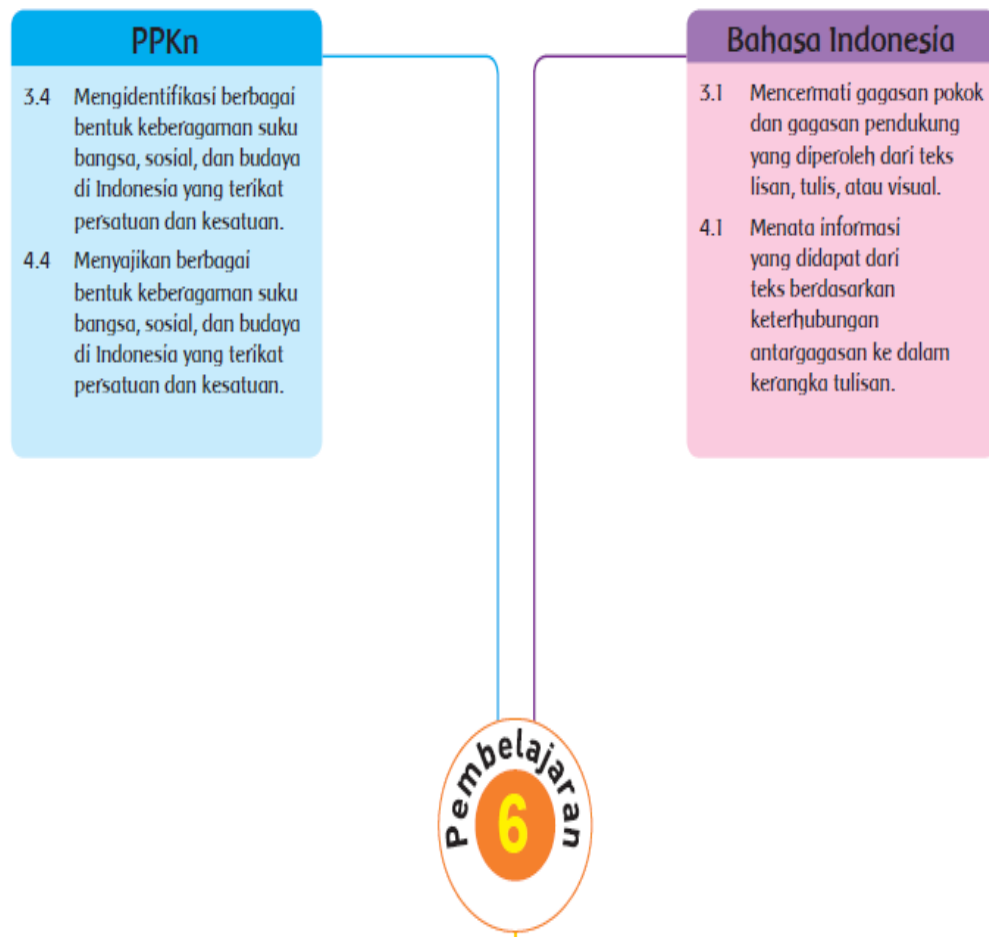 PPKn
3.4 Mengidentifikasi berbagai
bentuk keberagaman suku
bangsa, sosial, dan budaya
di Indonesia yang terikat
persatuan dan kesatuan.
4.4 Menyajikan berbagai
bentuk keberagaman suku
bangsa, sosial, dan budaya
di Indonesia yang terikat
persatuan dan kesatuan.
Bahasa Indonesia
3.1 Mencermati gagasan pokok
dan gagasan pendukung
yang diperoleh dari teks
lisan, tulis, atau visual.
4.1 Menata informasi
yang didapat dari
teks berdasarkan
keterhubungan
antargagasan ke dalam
kerangka tulisan.
Pembelajaran
6